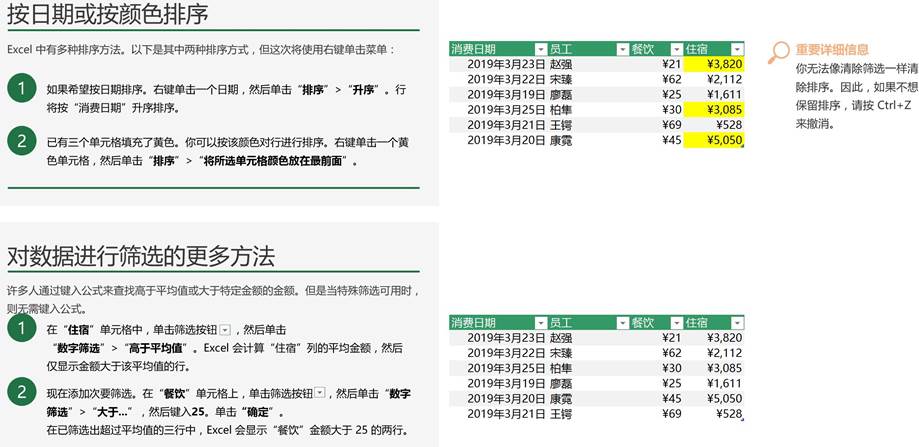 按日期或按颜色排序
Excel 中有多种排序方法。以下是其中两种排序方式，但这次将使用右键单击菜单：
1 如果希望按日期排序。右键单击一个日期，然后单击“排序”>“升序”。行
将按“消费日期”升序排序。
2 已有三个单元格填充了黄色。你可以按该颜色对行进行排序。右键单击一个黄
色单元格，然后单击“排序”>“将所选单元格颜色放在最前面”。
消费日期 员工 餐饮 住宿
2019年3月23日 赵强 ¥21 ¥3,820
2019年3月22日 宋臻 ¥62 ¥2,112
2019年3月19日 廖磊 ¥25 ¥1,611
2019年3月25日 柏隼 ¥30 ¥3,085
2019年3月21日 王锷 ¥69 ¥528
2019年3月20日 康霓 ¥45 ¥5,050
重要详细信息
你无法像清除筛选一样清
除排序。因此，如果不想
保留排序，请按 Ctrl+Z
来撤消。
对数据进行筛选的更多方法
许多人通过键入公式来查找高于平均值或大于特定金额的金额。但是当特殊筛选可用时，
则无需键入公式。
1 在“住宿”单元格中，单击筛选按钮，然后单击
“数字筛选”>“高于平均值”。Excel 会计算“住宿”列的平均金额，然后
仅显示金额大于该平均值的行。
2 现在添加次要筛选。在“餐饮”单元格上，单击筛选按钮，然后单击“数字
筛选”>“大于...”，然后键入25。单击“确定”。
在已筛选出超过平均值的三行中，Excel 会显示“餐饮”金额大于 25 的两行。
消费日期 员工 餐饮 住宿
2019年3月23日 赵强 ¥21 ¥3,820
2019年3月22日 宋臻 ¥62 ¥2,112
2019年3月25日 柏隼 ¥30 ¥3,085
2019年3月19日 廖磊 ¥25 ¥1,611
2019年3月20日 康霓 ¥45 ¥5,050
2019年3月21日 王锷 ¥69 ¥528